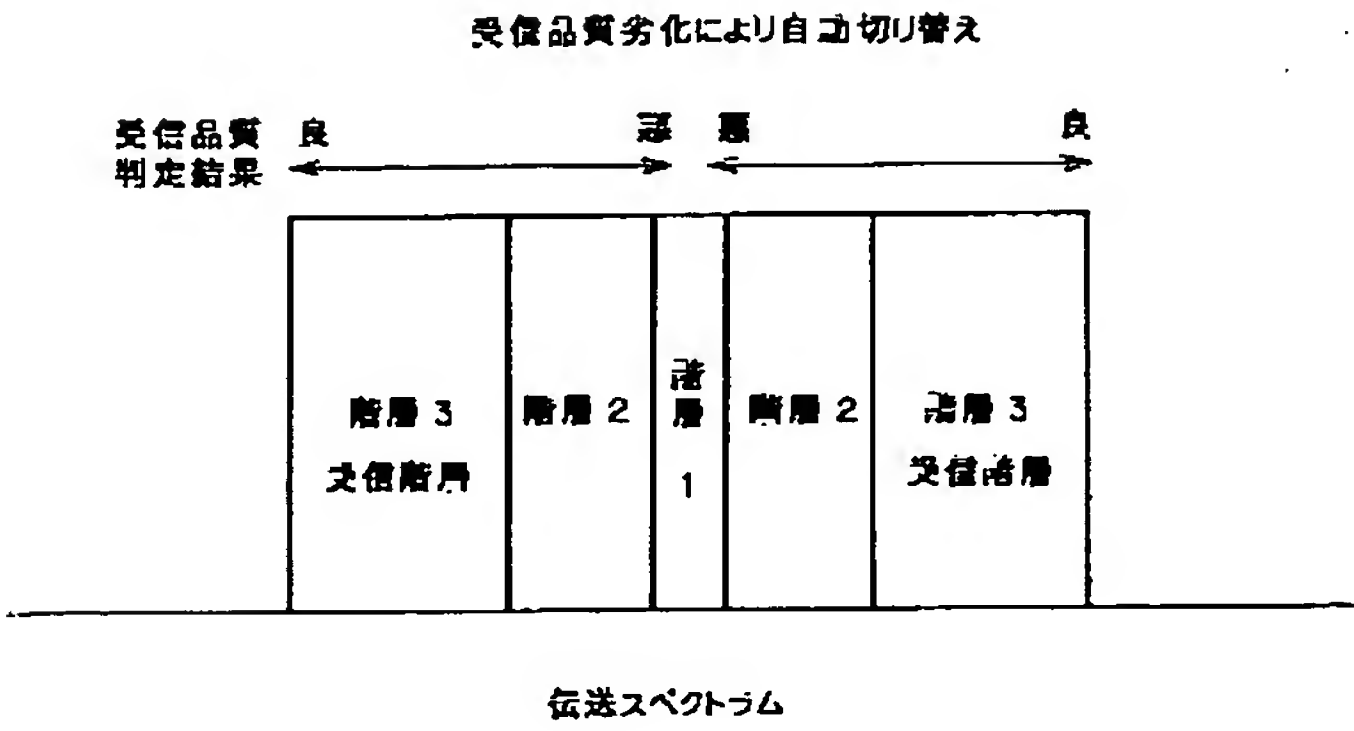 受信品質劣化により自動切り替え
受信品質 良 悪 悪 良
判定結果
階層3 階層2 階層1 階層2 階層3
受信階層 受信階層
伝送スペクトラム